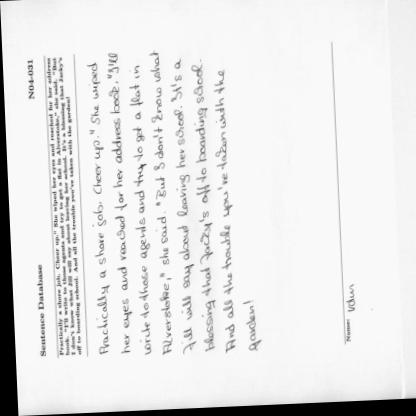 Sentence Database N04-031
Practically a share job. Cheer up." She wiped her eyes and reached for her address
book. "I'll write to those agents and try to get a flat in Alverstoke," she said. "But
I don't know what Jill will say about leaving her school. It's a blessing that Jacky's
off to boarding school. And all the trouble you've taken with the garden!
Practically a share job. Cheer up." She wiped
her eyes and reached for her address book. "I'll
write to those agents and try to get a flat in
Alverstoke," she said. "But I don't know what
Jill will say about leaving her school. It's a
blessing that Jacky's off to boarding school.
And all the trouble you've taken with the
garden!
Name: